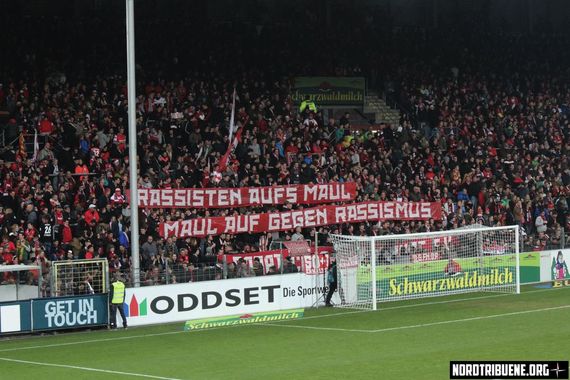 Schwarzwaldmilch
RASSISTEN AUFS MAUL
MAUL AUF GEGEN RASSISMUS
GET IN TOUCH
ODDSET Die Sportwe
Schwarzwaldmilch
Schwarzwaldmilch
NORDTRIBUENE.ORG